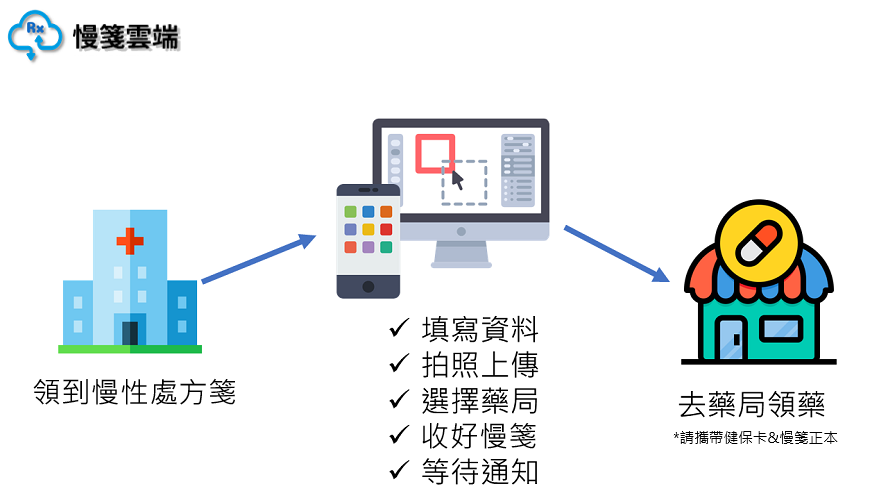 Rx
慢箋雲端
領到慢性處方箋
✓ 填寫資料
✓ 拍照上傳
✓ 選擇藥局
✓ 收好慢箋
✓ 等待通知
去藥局領藥
*請攜帶健保卡&慢箋正本